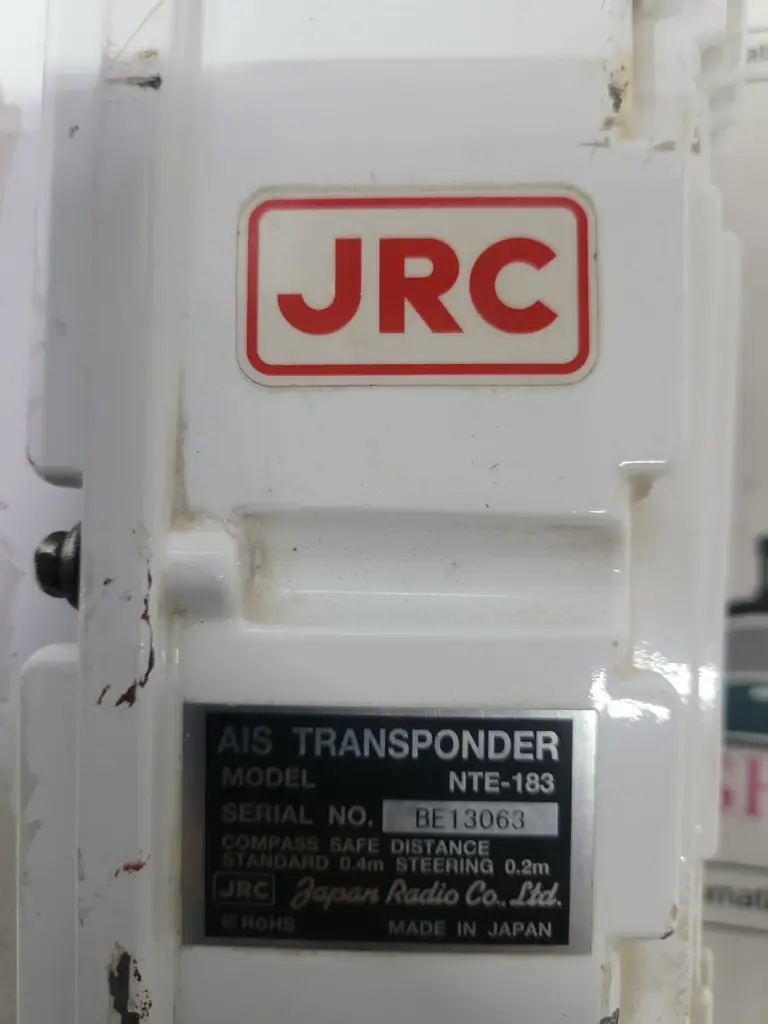 JRC
AIS TRANSPONDER
MODEL NTE-183
SERIAL NO. BE13063
COMPASS SAFE DISTANCE
STANDARD 0.4m STEERING 0.2m
JRC Japan Radio Co., Ltd.
RoHS MADE IN JAPAN